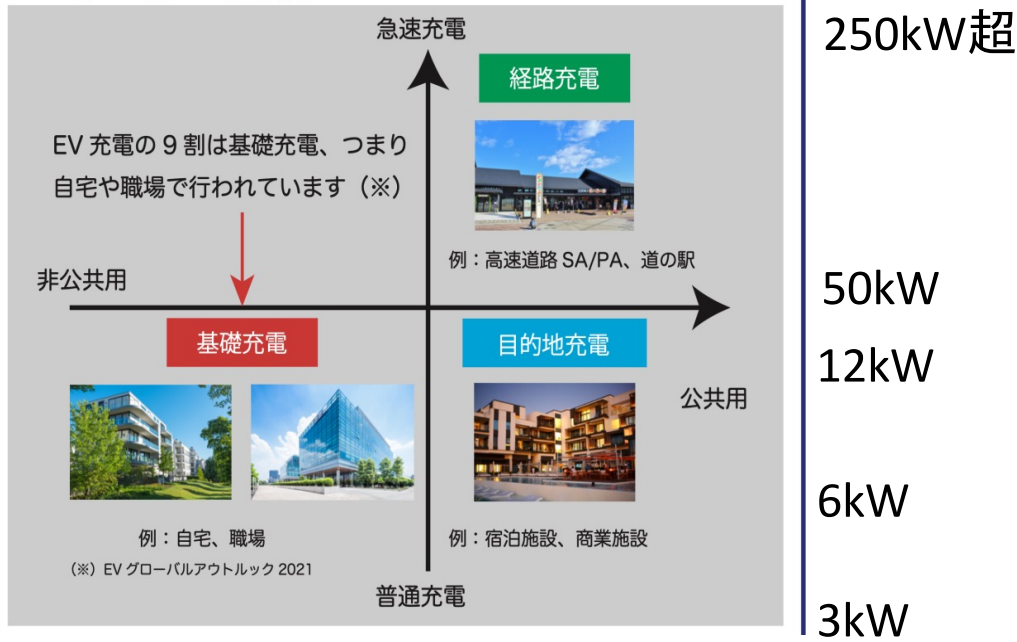 急速充電
経路充電
EV 充電の 9 割は基礎充電、つまり
自宅や職場で行われています（※）
例：高速道路 SA/PA、道の駅
非公共用
基礎充電
目的地充電
公共用
例：自宅、職場
例：宿泊施設、商業施設
（※）EV グローバルアウトルック 2021
普通充電
250kW超
50kW
12kW
6kW
3kW